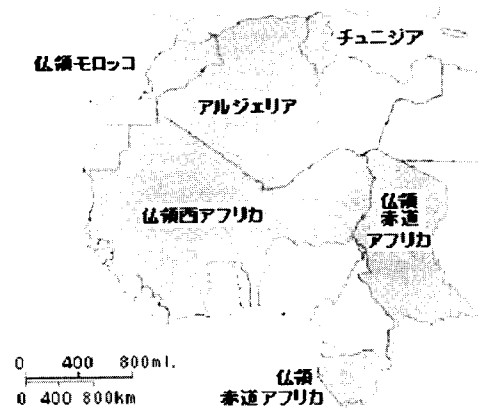 チュニジア
仏領モロッコ
アルジェリア
仏領西アフリカ
仏領
赤道
アフリカ
0 400 800ml.
0 400 800km
仏領
赤道アフリカ